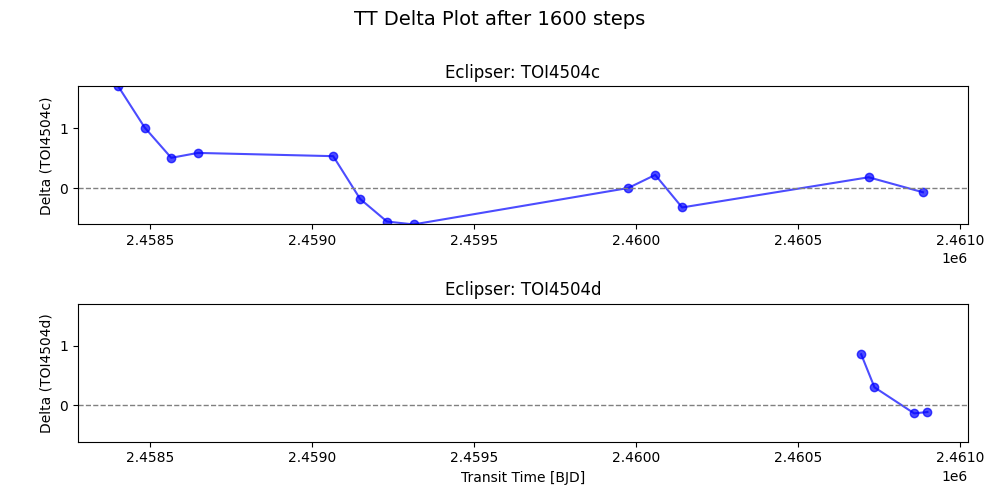 TT Delta Plot after 1600 steps
Eclipser: TOI4504c
Delta (TOI4504c)
1
0
2.4585 2.4590 2.4595 2.4600 2.4605 2.4610
1e6
Eclipser: TOI4504d
Delta (TOI4504d)
1
0
2.4585 2.4590 2.4595 2.4600 2.4605 2.4610
Transit Time [BJD]
1e6